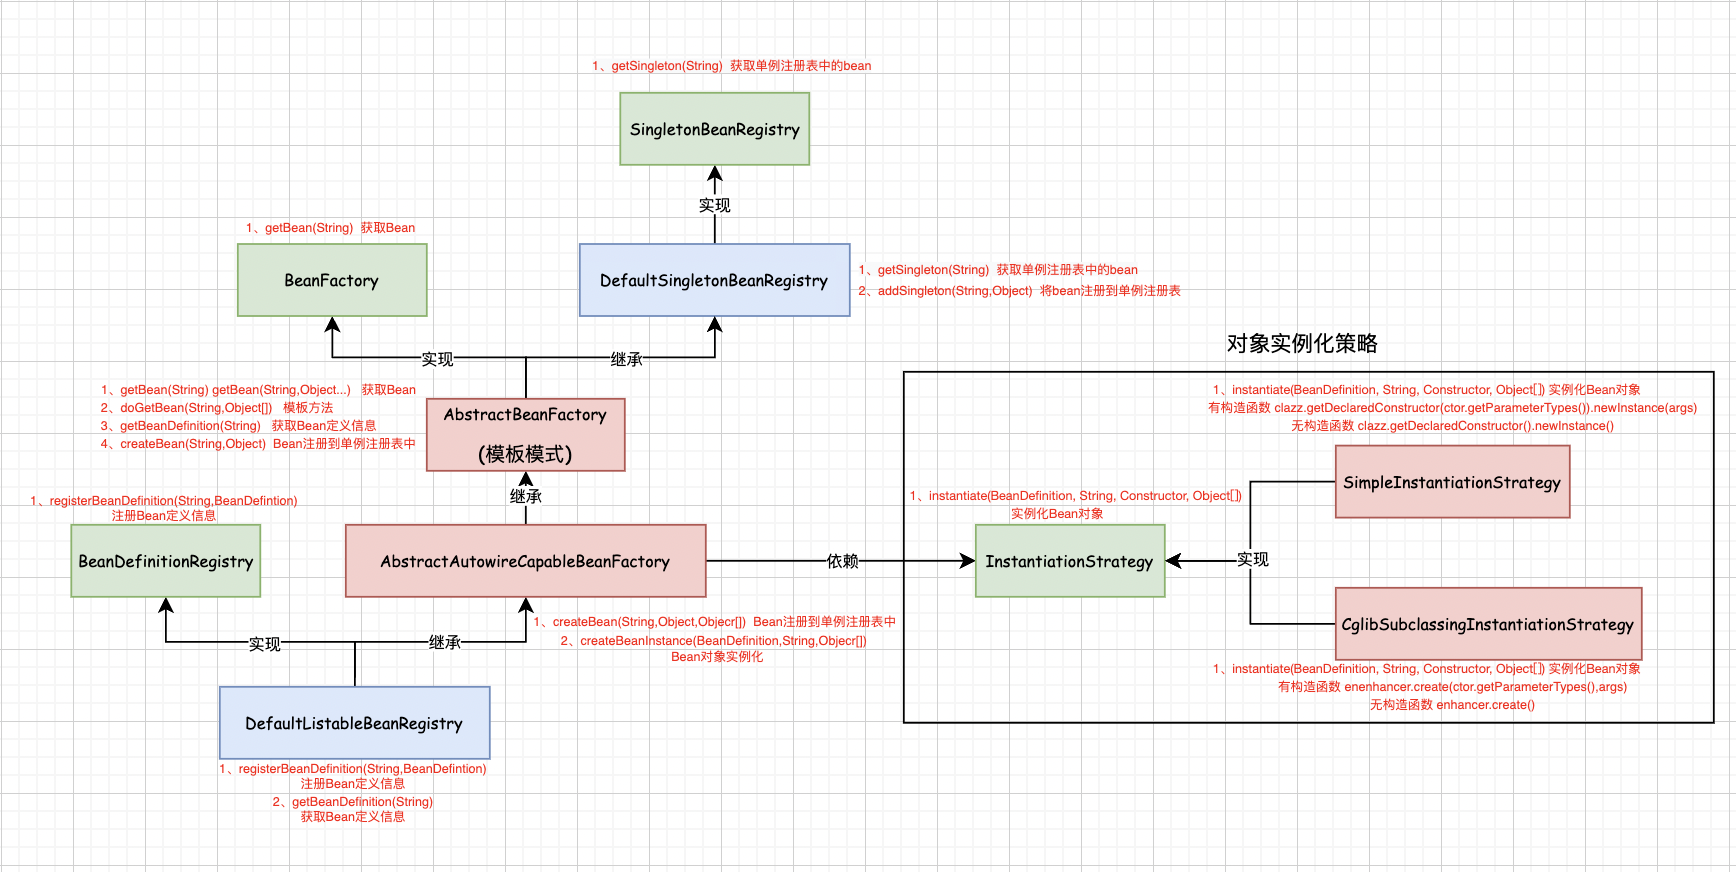 1、getSingleton(String)  获取单例注册表中的bean
SingletonBeanRegistry
实现
1、getBean(String)  获取Bean
BeanFactory
DefaultSingletonBeanRegistry
1、getSingleton(String)  获取单例注册表中的bean
2、addSingleton(String,Object)  将bean注册到单例注册表
实现
继承
1、getBean(String) getBean(String,Object...)   获取Bean
2、doGetBean(String,Object[])   模板方法
3、getBeanDefinition(String)   获取Bean定义信息
4、createBean(String,Object)  Bean注册到单例注册表中
AbstractBeanFactory
(模板模式)
继承
1、registerBeanDefinition(String,BeanDefintion)
注册Bean定义信息
BeanDefinitionRegistry
AbstractAutowireCapableBeanFactory
依赖
1、createBean(String,Object,Objecr[])  Bean注册到单例注册表中
2、createBeanInstance(BeanDefinition,String,Objecr[])
Bean对象实例化
实现
继承
DefaultListableBeanRegistry
1、registerBeanDefinition(String,BeanDefintion)
注册Bean定义信息
2、getBeanDefinition(String)
获取Bean定义信息
对象实例化策略
1、instantiate(BeanDefinition, String, Constructor, Object[]) 实例化Bean对象
有构造函数 clazz.getDeclaredConstructor(ctor.getParameterTypes()).newInstance(args)
无构造函数 clazz.getDeclaredConstructor().newInstance()
SimpleInstantiationStrategy
1、instantiate(BeanDefinition, String, Constructor, Object[])
实例化Bean对象
InstantiationStrategy
实现
CglibSubclassingInstantiationStrategy
1、instantiate(BeanDefinition, String, Constructor, Object[]) 实例化Bean对象
有构造函数 enenhancer.create(ctor.getParameterTypes(),args)
无构造函数 enhancer.create()